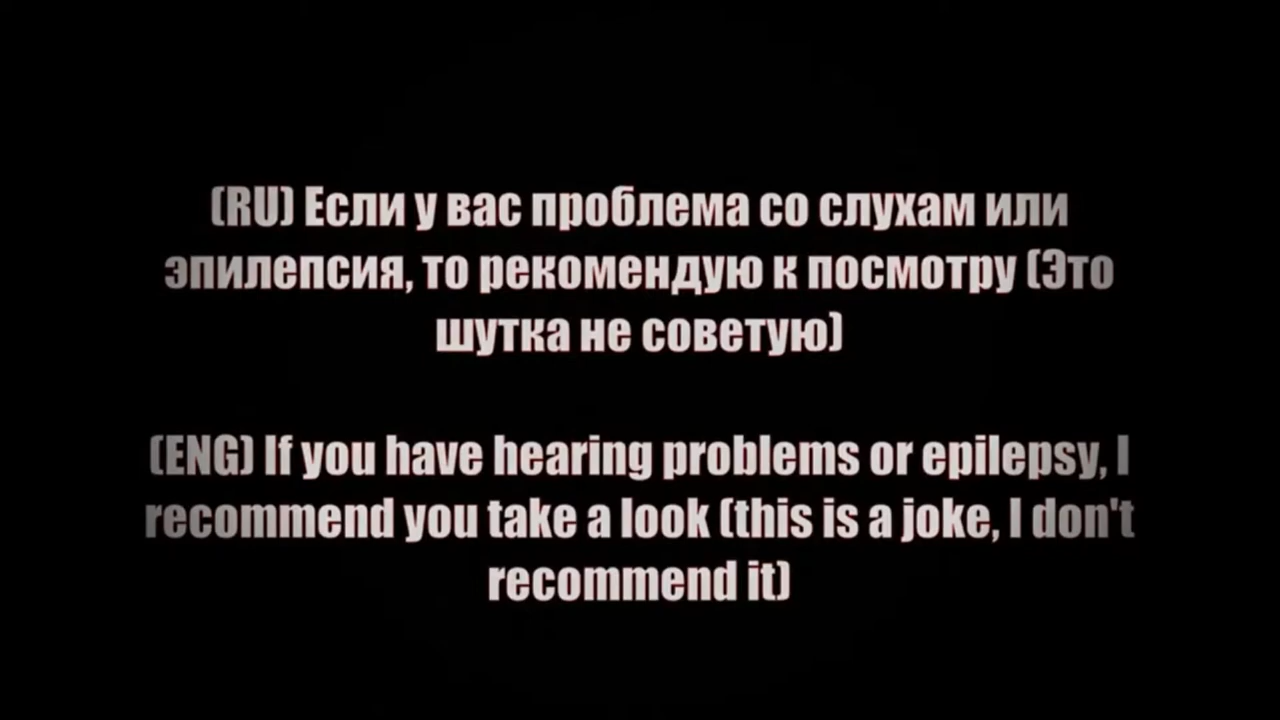 (RU) Если у вас проблема со слухам или
эпилепсия, то рекомендую к посмотру (Это
шутка не советую)
(ENG) If you have hearing problems or epilepsy, I
recommend you take a look (this is a joke, I don't
recommend it)